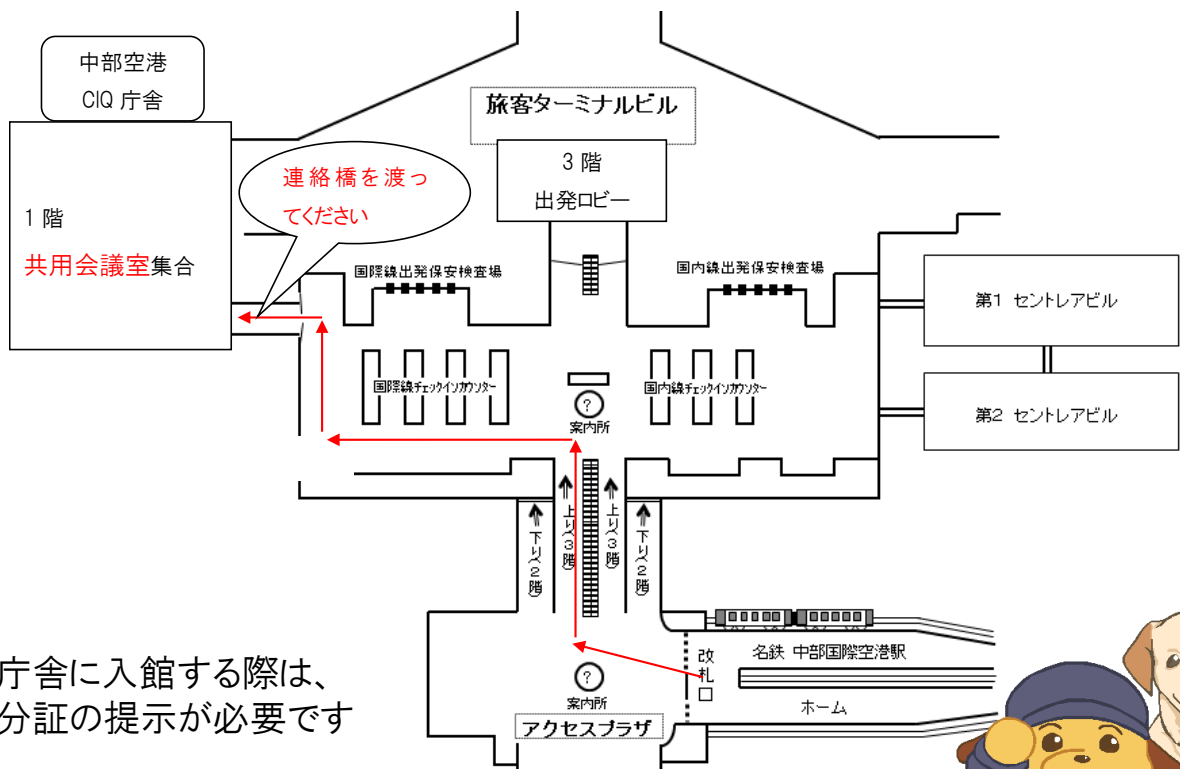 中部空港
CIQ 庁舎
旅客ターミナルビル
3 階
出発ロビー
連絡橋を渡っ
てください
1 階
共用会議室集合
国際線出発保安検査場
国内線出発保安検査場
第1 セントレアビル
国際線チェックインカウンター
国内線チェックインカウンター
?
案内所
第2 セントレアビル
下り(2階)
上り(3階)
上り(3階)
下り(2階)
改札口
名鉄 中部国際空港駅
ホーム
?
案内所
アクセスプラザ
庁舎に入館する際は、
分証の提示が必要です